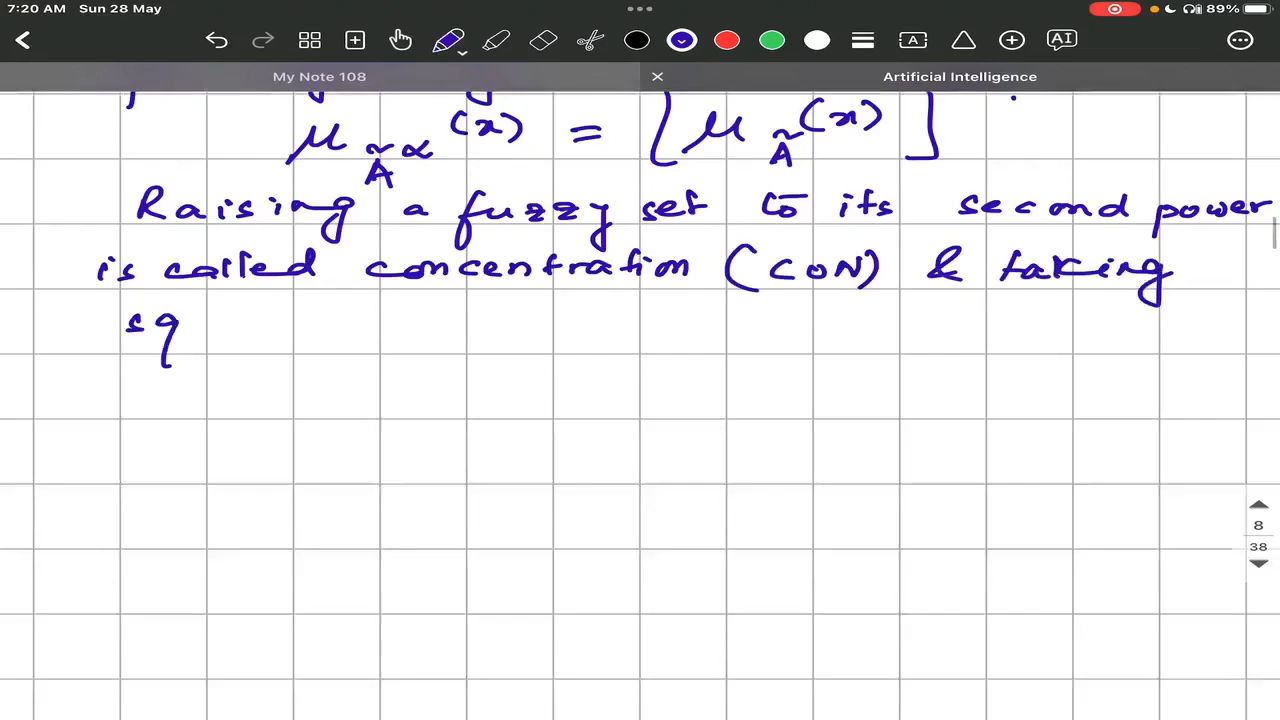 7:20 AM Sun 28 May 89%
My Note 108 Artificial Intelligence
μ Ã α (x) = [ μ Ã (x) ]
Raising a fuzzy set to its second power
is called concentration (CON) & taking
sq
8
38